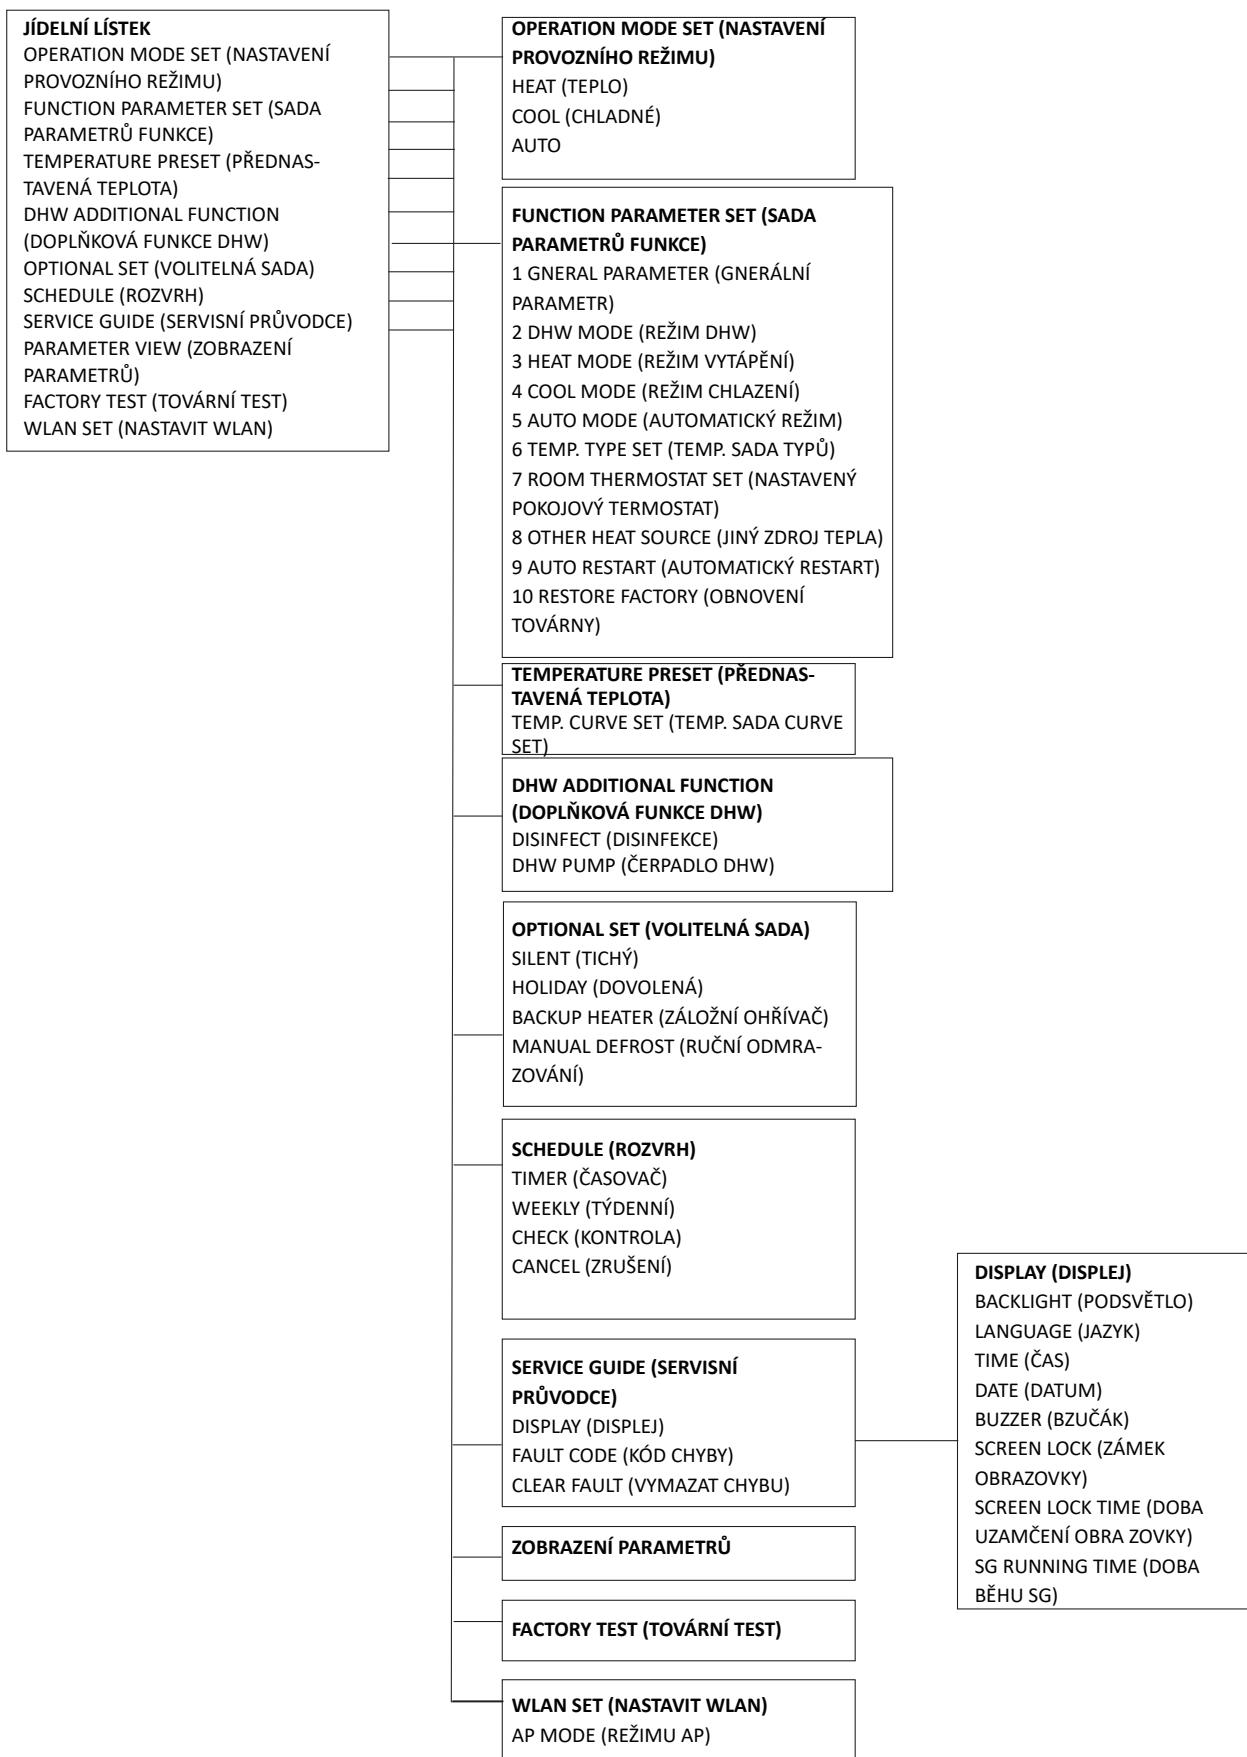 JÍDELNÍ LÍSTEK
OPERATION MODE SET (NASTAVENÍ
PROVOZNÍHO REŽIMU)
FUNCTION PARAMETER SET (SADA
PARAMETRŮ FUNKCE)
TEMPERATURE PRESET (PŘEDNAS-
TAVENÁ TEPLOTA)
DHW ADDITIONAL FUNCTION
(DOPLŇKOVÁ FUNKCE DHW)
OPTIONAL SET (VOLITELNÁ SADA)
SCHEDULE (ROZVRH)
SERVICE GUIDE (SERVISNÍ PRŮVODCE)
PARAMETER VIEW (ZOBRAZENÍ
PARAMETRŮ)
FACTORY TEST (TOVÁRNÍ TEST)
WLAN SET (NASTAVIT WLAN)
OPERATION MODE SET (NASTAVENÍ
PROVOZNÍHO REŽIMU)
HEAT (TEPLO)
COOL (CHLADNÉ)
AUTO
FUNCTION PARAMETER SET (SADA
PARAMETRŮ FUNKCE)
1 GNERAL PARAMETER (GNERÁLNÍ
PARAMETR)
2 DHW MODE (REŽIM DHW)
3 HEAT MODE (REŽIM VYTÁPĚNÍ)
4 COOL MODE (REŽIM CHLAZENÍ)
5 AUTO MODE (AUTOMATICKÝ REŽIM)
6 TEMP. TYPE SET (TEMP. SADA TYPŮ)
7 ROOM THERMOSTAT SET (NASTAVENÝ
POKOJOVÝ TERMOSTAT)
8 OTHER HEAT SOURCE (JINÝ ZDROJ TEPLA)
9 AUTO RESTART (AUTOMATICKÝ RESTART)
10 RESTORE FACTORY (OBNOVENÍ
TOVÁRNY)
TEMPERATURE PRESET (PŘEDNAS-
TAVENÁ TEPLOTA)
TEMP. CURVE SET (TEMP. SADA CURVE
SET)
DHW ADDITIONAL FUNCTION
(DOPLŇKOVÁ FUNKCE DHW)
DISINFECT (DISINFEKCE)
DHW PUMP (ČERPADLO DHW)
OPTIONAL SET (VOLITELNÁ SADA)
SILENT (TICHÝ)
HOLIDAY (DOVOLENÁ)
BACKUP HEATER (ZÁLOŽNÍ OHŘÍVAČ)
MANUAL DEFROST (RUČNÍ ODMRA-
ZOVÁNÍ)
SCHEDULE (ROZVRH)
TIMER (ČASOVAČ)
WEEKLY (TÝDENNÍ)
CHECK (KONTROLA)
CANCEL (ZRUŠENÍ)
SERVICE GUIDE (SERVISNÍ
PRŮVODCE)
DISPLAY (DISPLEJ)
FAULT CODE (KÓD CHYBY)
CLEAR FAULT (VYMAZAT CHYBU)
DISPLAY (DISPLEJ)
BACKLIGHT (PODSVĚTLO)
LANGUAGE (JAZYK)
TIME (ČAS)
DATE (DATUM)
BUZZER (BZUČÁK)
SCREEN LOCK (ZÁMEK
OBRAZOVKY)
SCREEN LOCK TIME (DOBA
UZAMČENÍ OBRA ZOVKY)
SG RUNNING TIME (DOBA
BĚHU SG)
ZOBRAZENÍ PARAMETRŮ
FACTORY TEST (TOVÁRNÍ TEST)
WLAN SET (NASTAVIT WLAN)
AP MODE (REŽIMU AP)